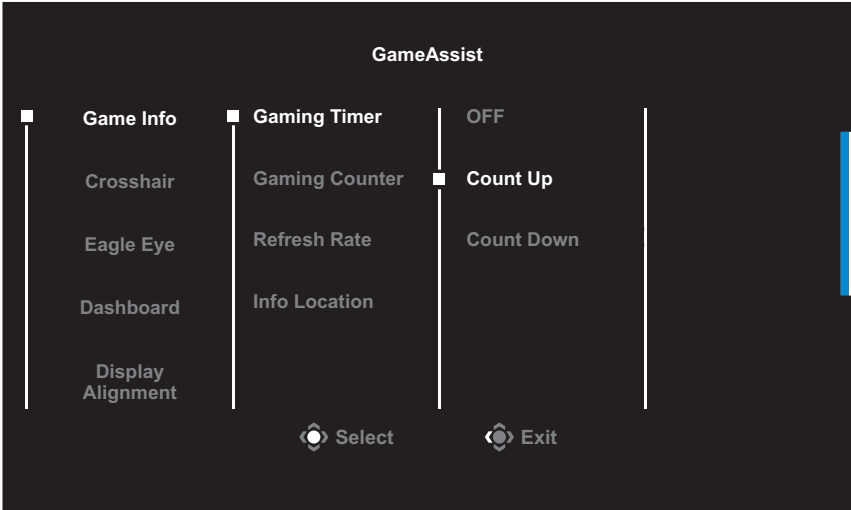 GameAssist
Game Info
Gaming Timer
OFF
Crosshair
Gaming Counter
Count Up
Eagle Eye
Refresh Rate
Count Down
Dashboard
Info Location
Display
Alignment
Select
Exit